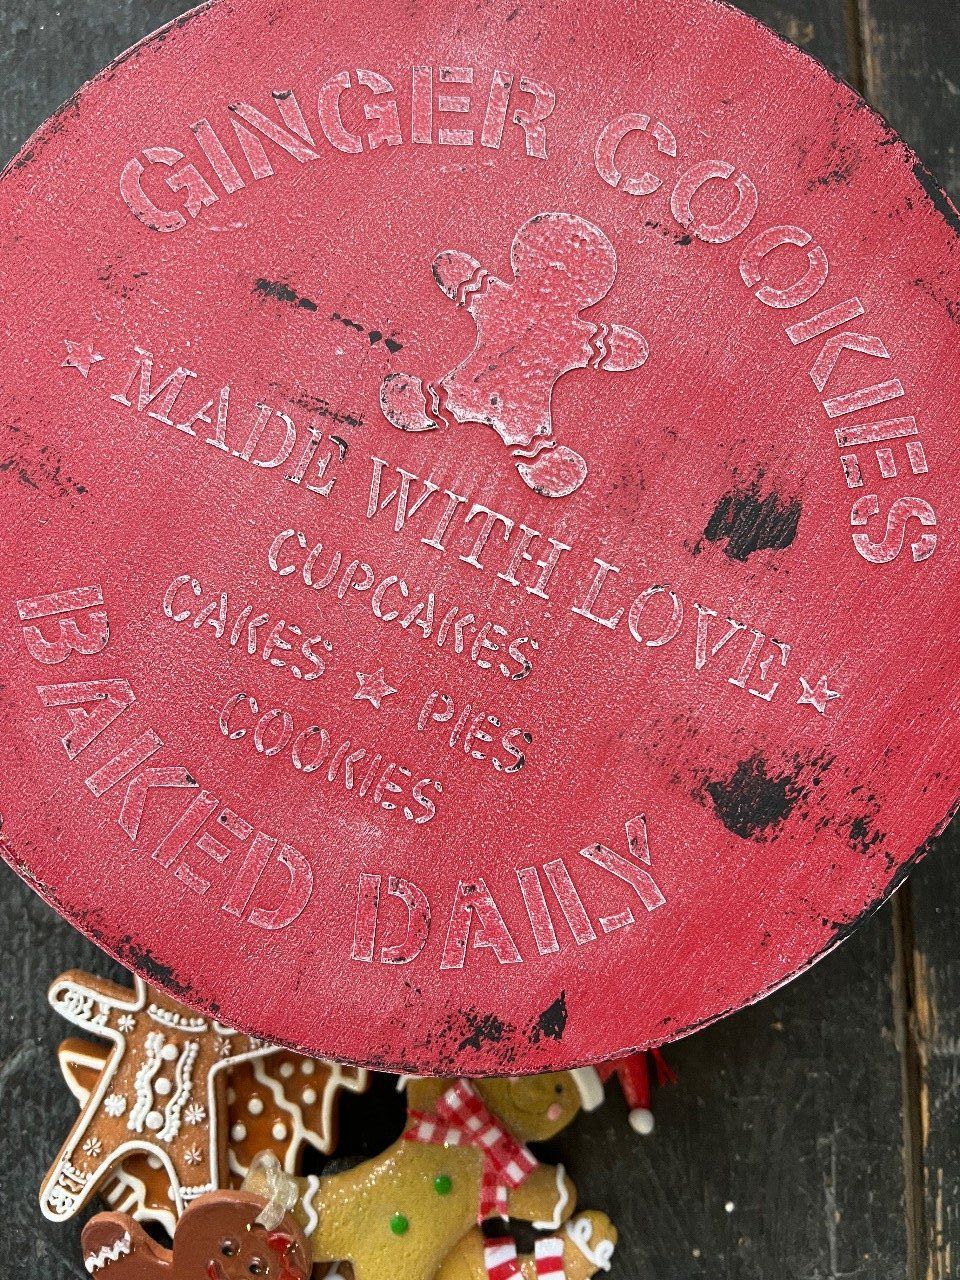 GINGER COOKIES
MADE WITH LOVE
CUPCAKES
CAKES PIES
COOKIES
BAKED DAILY